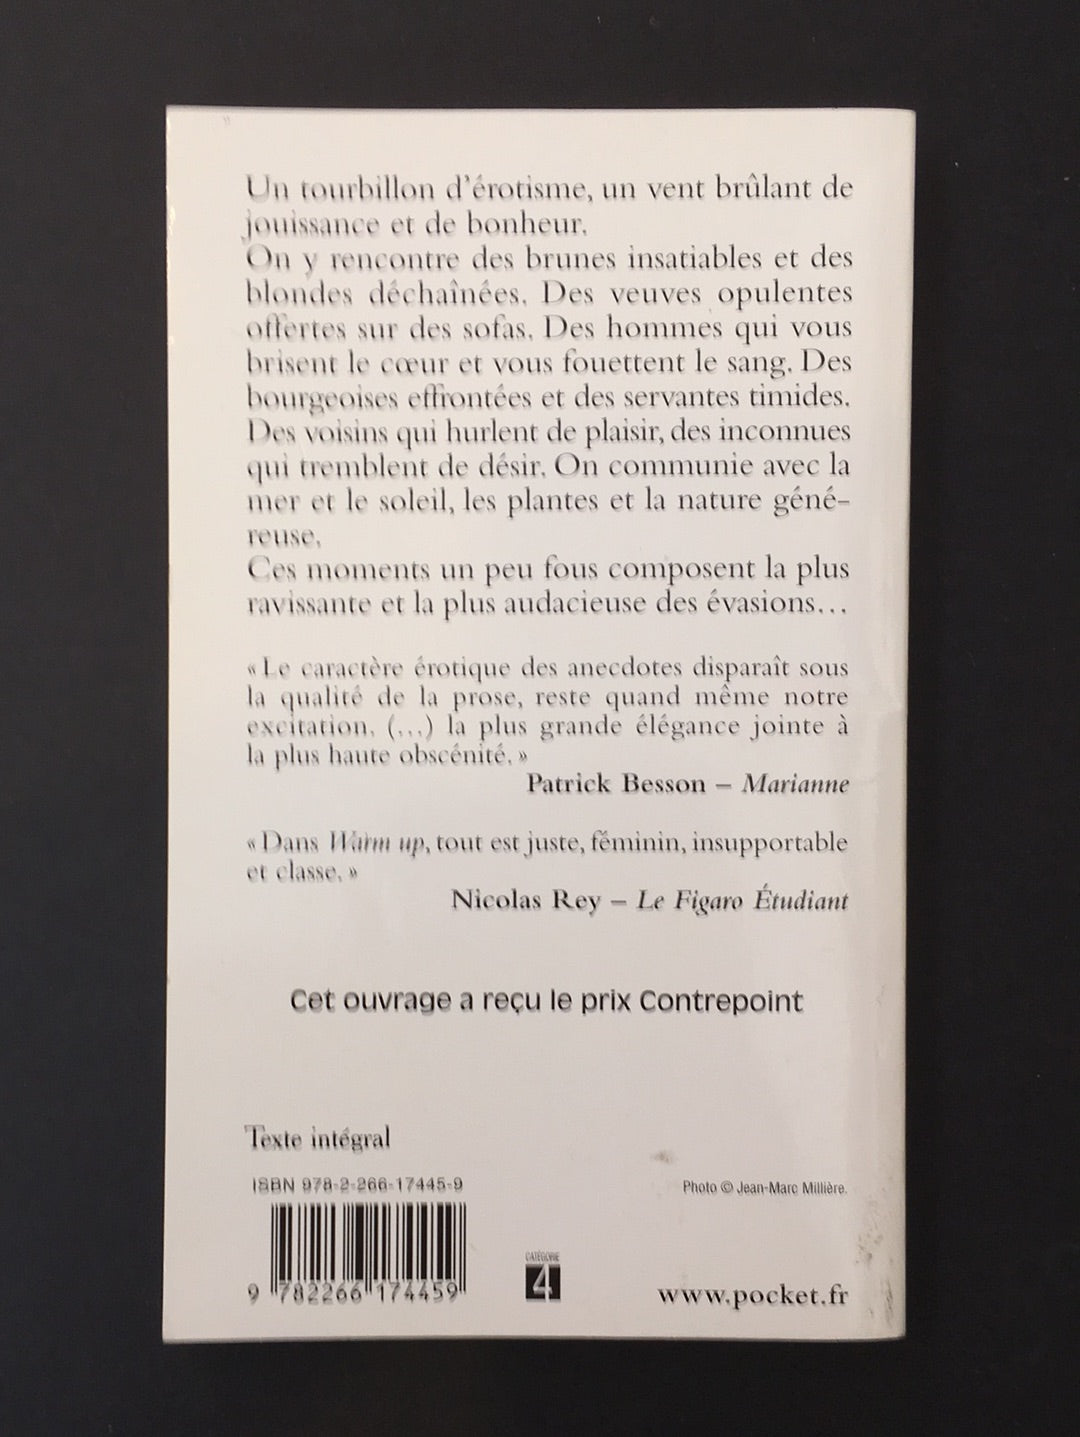 Un tourbillon d'érotisme, un vent brûlant de
jouissance et de bonheur.
On y rencontre des brunes insatiables et des
blondes déchaînées. Des veuves opulentes
offertes sur des sofas. Des hommes qui vous
brisent le cœur et vous fouettent le sang. Des
bourgeoises effrontées et des servantes timides.
Des voisins qui hurlent de plaisir, des inconnues
qui tremblent de désir. On communie avec la
mer et le soleil, les plantes et la nature géné-
reuse.
Ces moments un peu fous composent la plus
ravissante et la plus audacieuse des évasions…
« Le caractère érotique des anecdotes disparaît sous
la qualité de la prose, reste quand même notre
excitation. (…) la plus grande élégance jointe à
la plus haute obscénité. »
Patrick Besson – Marianne
« Dans Warm up, tout est juste, féminin, insupportable
et classe. »
Nicolas Rey – Le Figaro Étudiant
Cet ouvrage a reçu le prix Contrepoint
Texte intégral
ISBN 978-2-266-17445-9
Photo © Jean-Marc Millière.
9 782266 174459
CATÉGORIE
4
www.pocket.fr